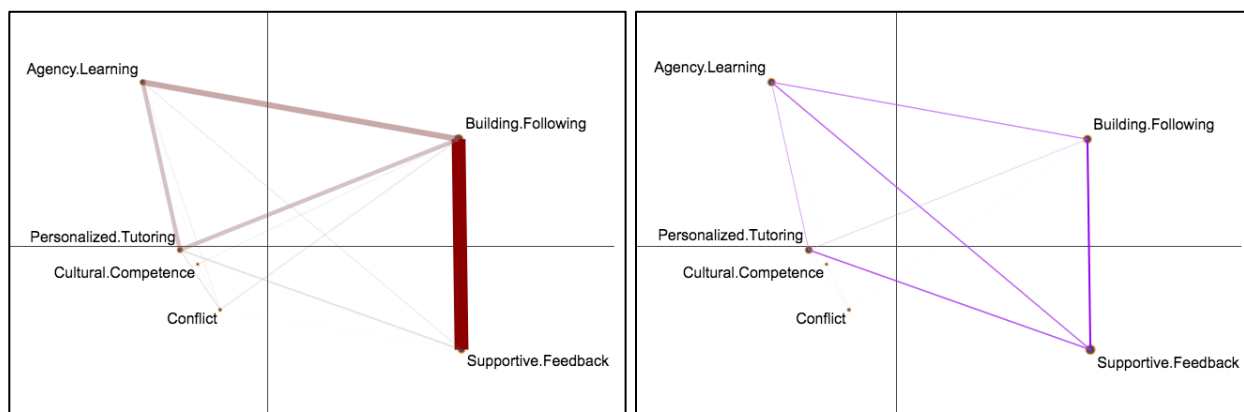 Agency.Learning
Building.Following
Personalized.Tutoring
Cultural.Competence
Conflict
Supportive.Feedback
Agency.Learning
Building.Following
Personalized.Tutoring
Cultural.Competence
Conflict
Supportive.Feedback